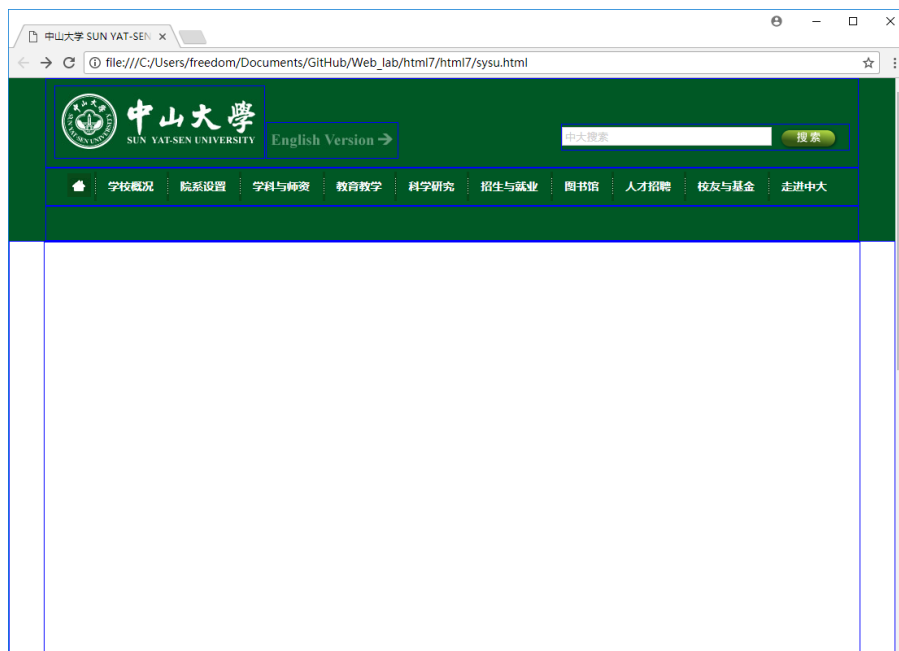 中山大学 SUN YAT-SEN
file:///C:/Users/freedom/Documents/GitHub/Web_lab/html7/html7/sysu.html
中山大學
SUN YAT-SEN UNIVERSITY
English Version
中大搜索
搜索
学校概况 院系设置 学科与师资 教育教学 科学研究 招生与就业 图书馆 人才招聘 校友与基金 走进中大